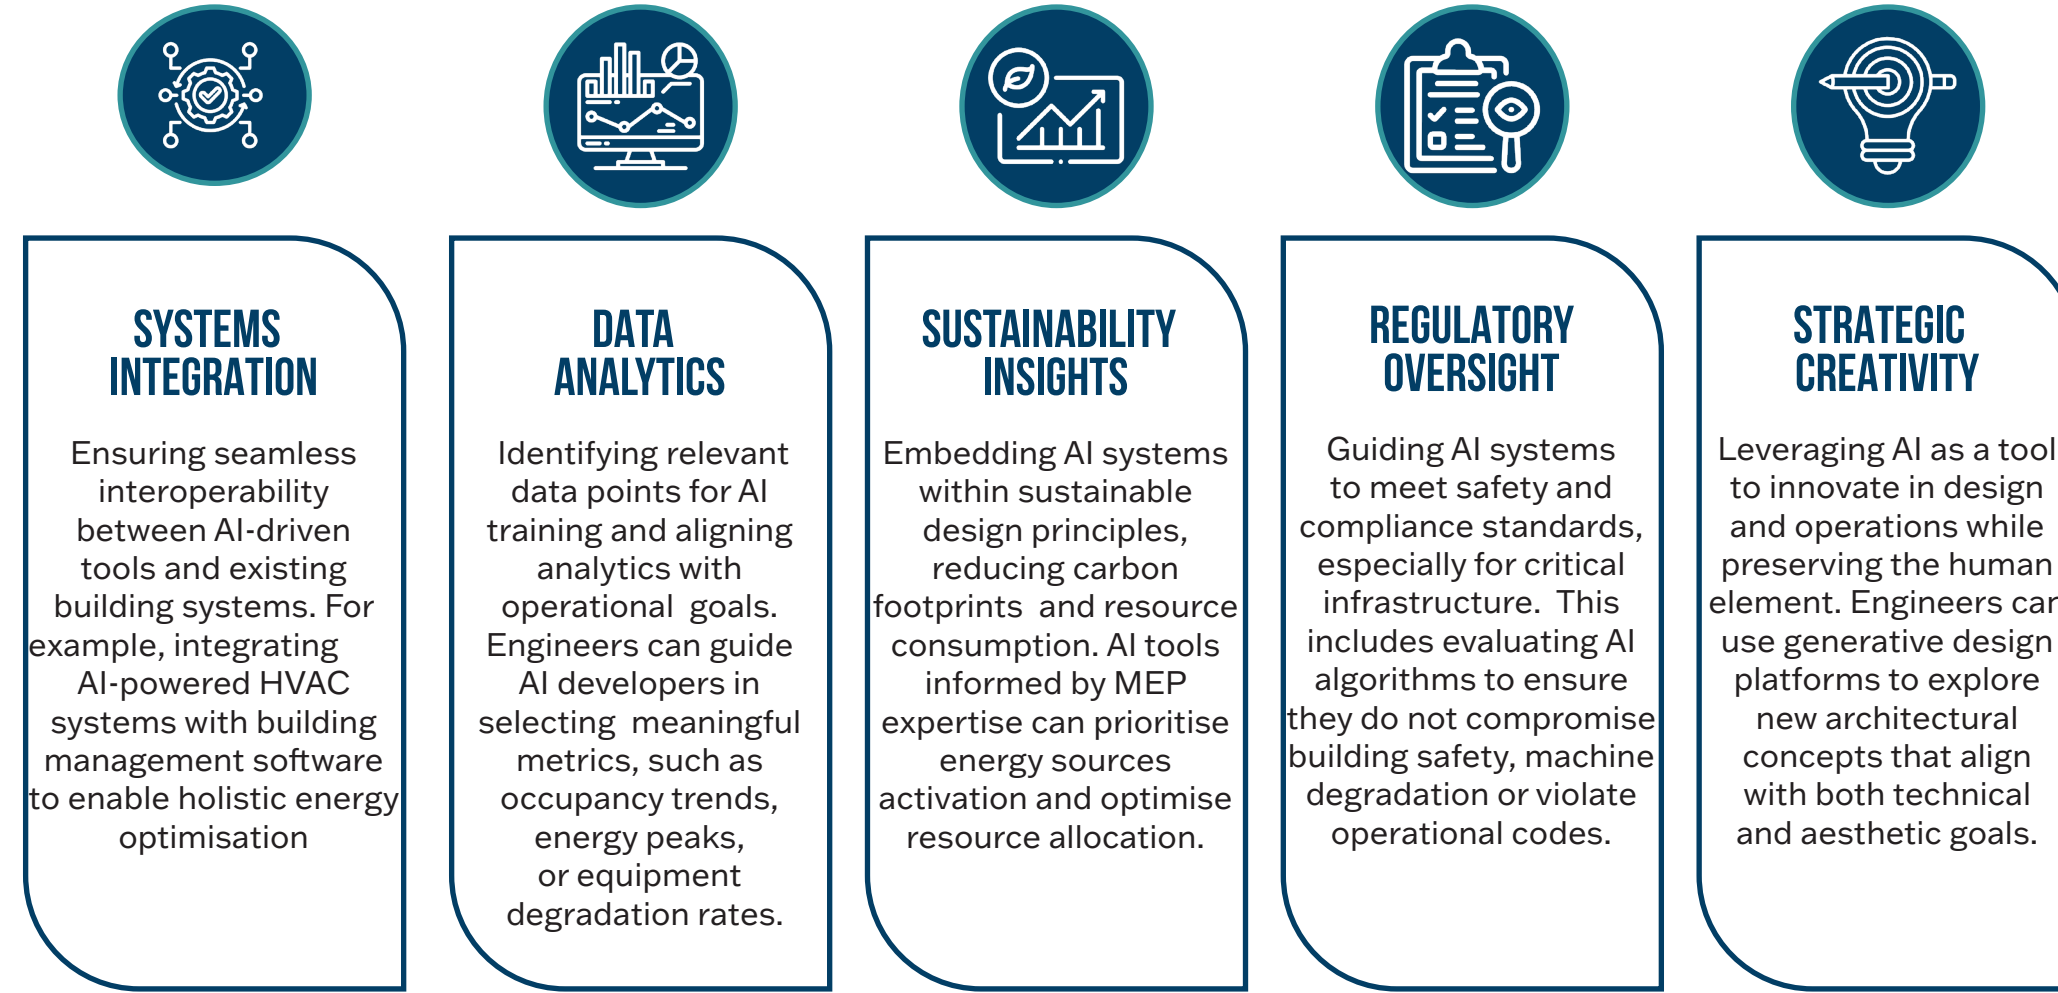 SYSTEMS
INTEGRATION
Ensuring seamless
interoperability
between AI-driven
tools and existing
building systems. For
example, integrating
AI-powered HVAC
systems with building
management software
to enable holistic energy
optimisation
DATA
ANALYTICS
Identifying relevant
data points for AI
training and aligning
analytics with
operational goals.
Engineers can guide
AI developers in
selecting meaningful
metrics, such as
occupancy trends,
energy peaks,
or equipment
degradation rates.
SUSTAINABILITY
INSIGHTS
Embedding AI systems
within sustainable
design principles,
reducing carbon
footprints and resource
consumption. AI tools
informed by MEP
expertise can prioritise
energy sources
activation and optimise
resource allocation.
REGULATORY
OVERSIGHT
Guiding AI systems
to meet safety and
compliance standards,
especially for critical
infrastructure. This
includes evaluating AI
algorithms to ensure
they do not compromise
building safety, machine
degradation or violate
operational codes.
STRATEGIC
CREATIVITY
Leveraging AI as a tool
to innovate in design
and operations while
preserving the human
element. Engineers can
use generative design
platforms to explore
new architectural
concepts that align
with both technical
and aesthetic goals.